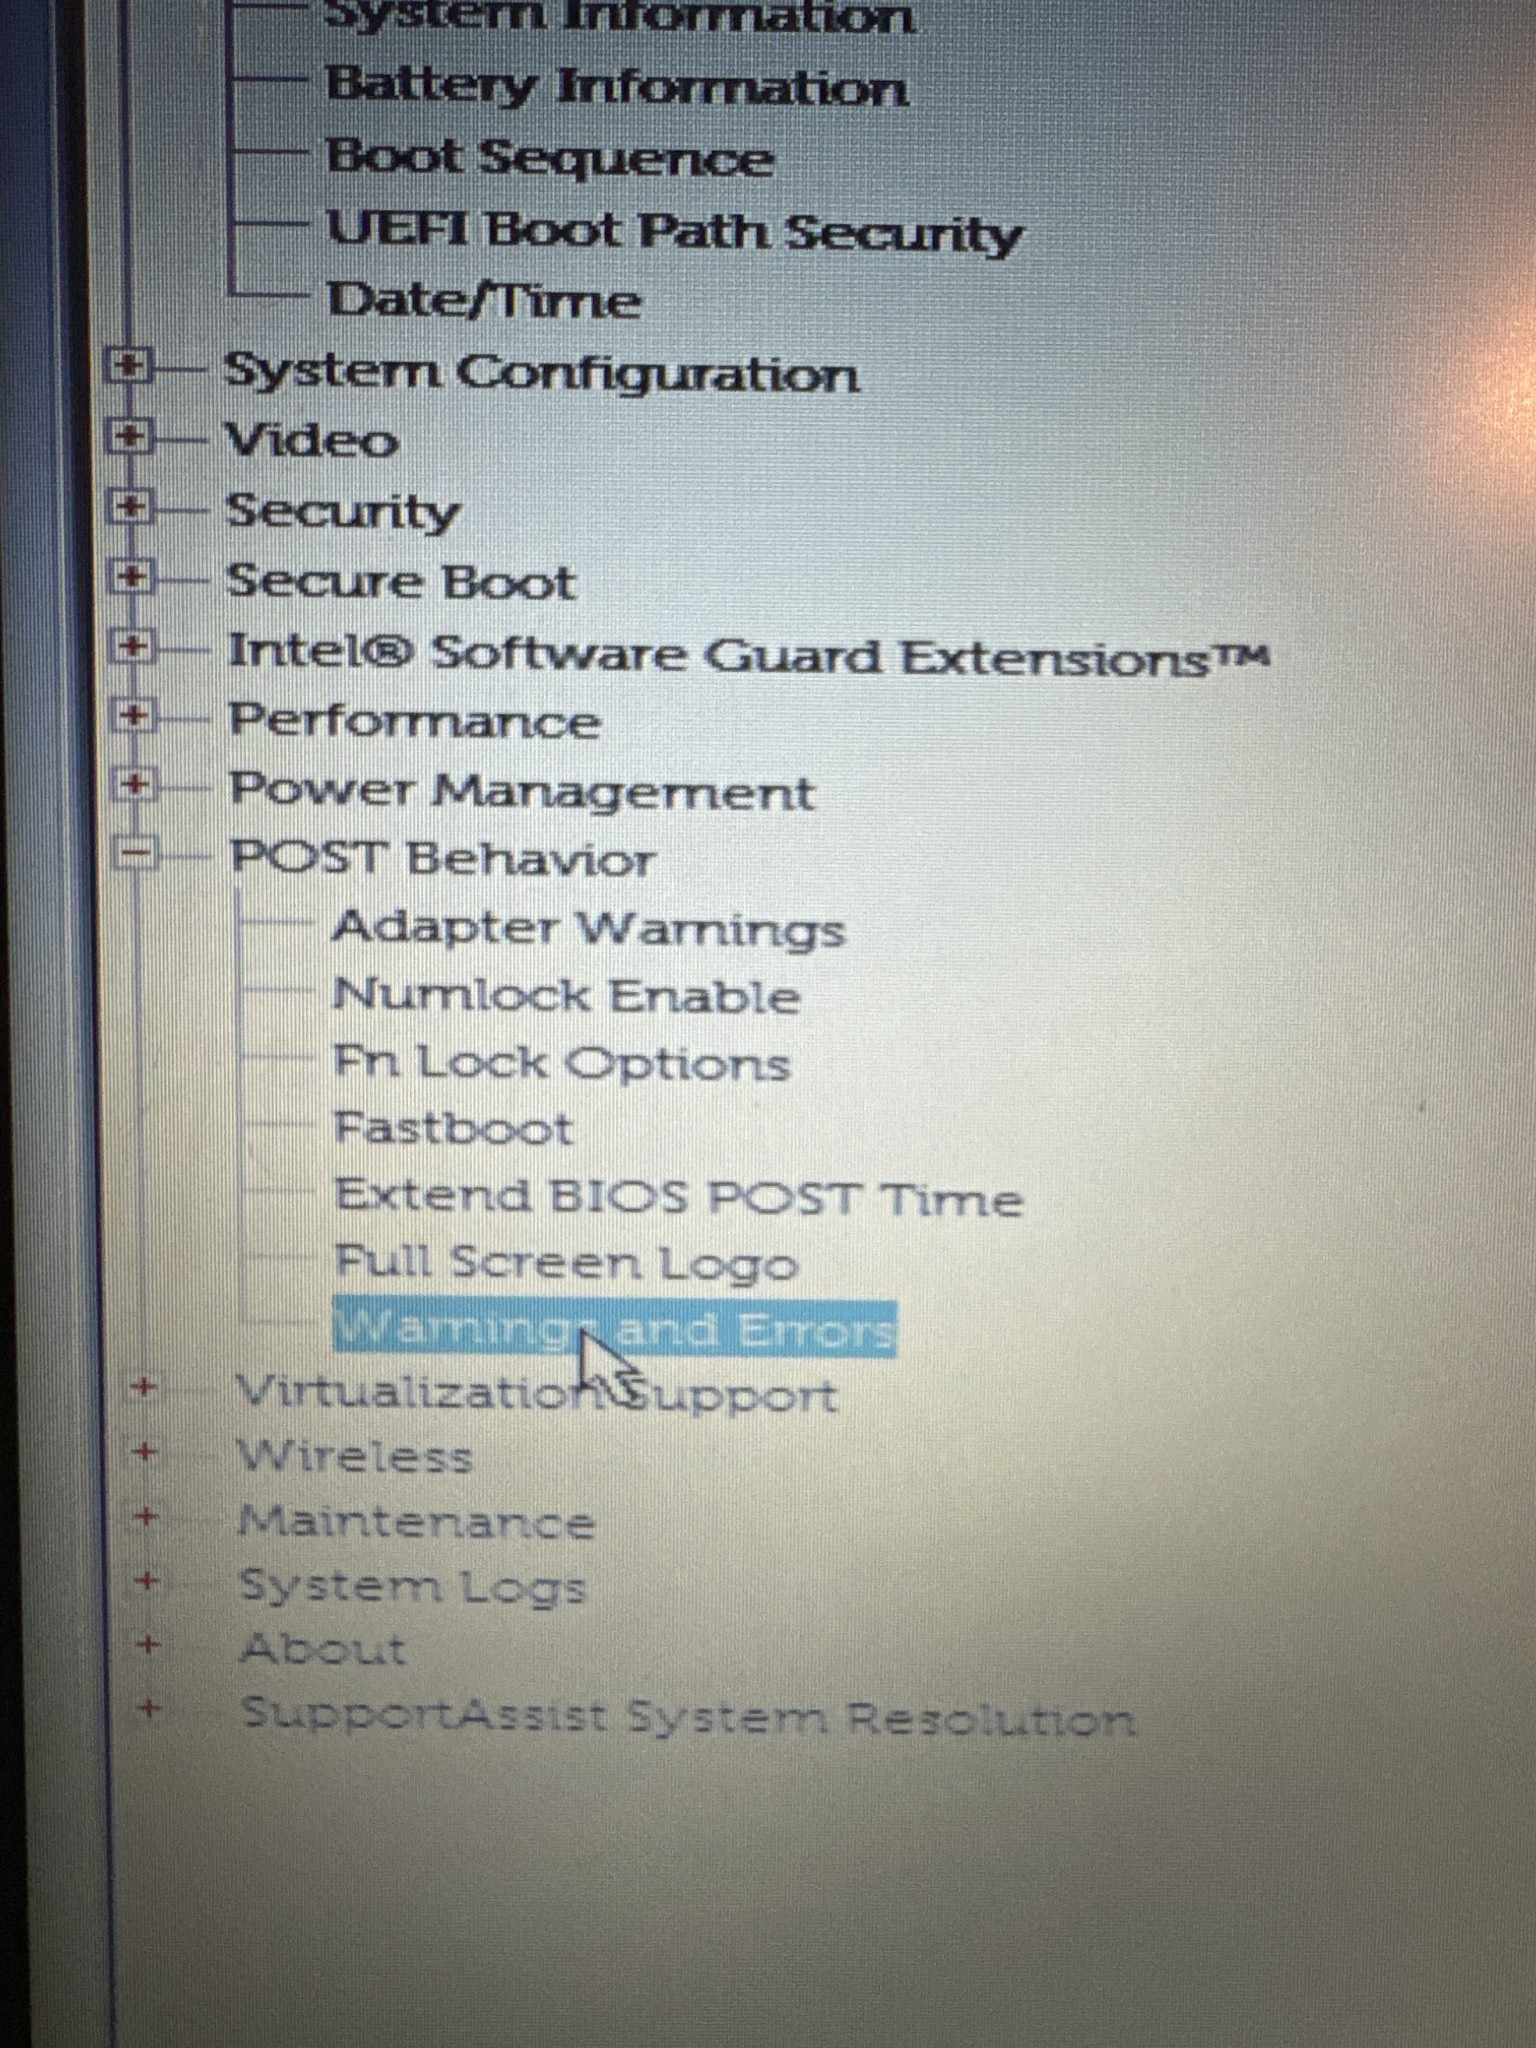 System Information
Battery Information
Boot Sequence
UEFI Boot Path Security
Date/Time
System Configuration
Video
Security
Secure Boot
Intel® Software Guard Extensions™
Performance
Power Management
POST Behavior
Adapter Warnings
Numlock Enable
Fn Lock Options
Fastboot
Extend BIOS POST Time
Full Screen Logo
Warnings and Errors
Virtualization Support
Wireless
Maintenance
System Logs
About
SupportAssist System Resolution